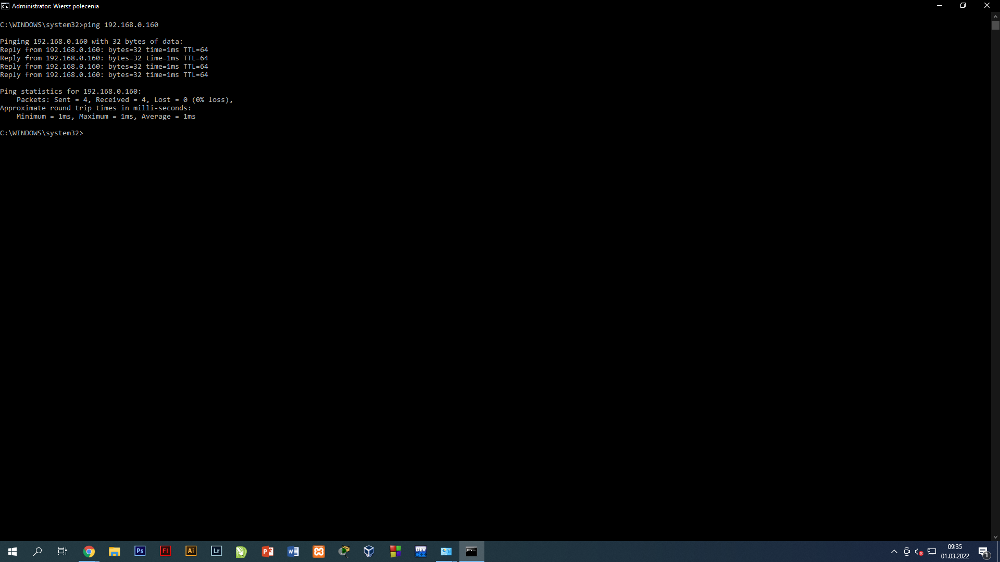 Administrator: Wiersz polecenia
C:\WINDOWS\system32>ping 192.168.0.160
Pinging 192.168.0.160 with 32 bytes of data:
Reply from 192.168.0.160: bytes=32 time=1ms TTL=64
Reply from 192.168.0.160: bytes=32 time=1ms TTL=64
Reply from 192.168.0.160: bytes=32 time=1ms TTL=64
Reply from 192.168.0.160: bytes=32 time=1ms TTL=64
Ping statistics for 192.168.0.160:
    Packets: Sent = 4, Received = 4, Lost = 0 (0% loss),
Approximate round trip times in milli-seconds:
    Minimum = 1ms, Maximum = 1ms, Average = 1ms
C:\WINDOWS\system32>
Ps Fl Ai Lr P W DEV C:\.
09:35
01.03.2022
1